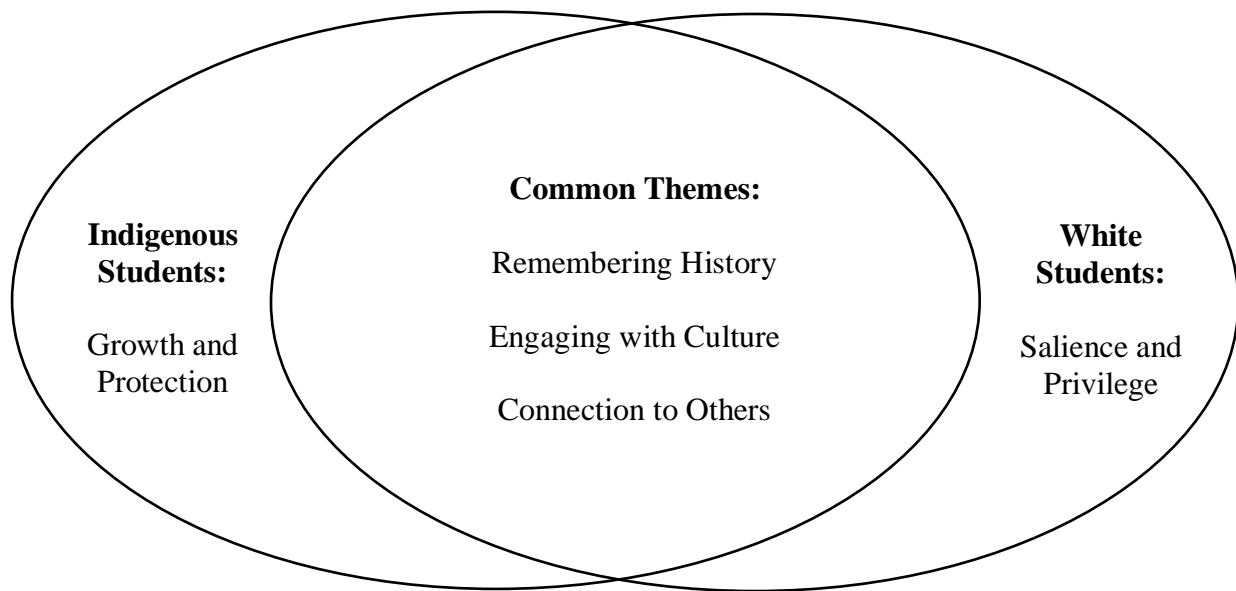 Indigenous
Students:
Growth and
Protection
Common Themes:
Remembering History
Engaging with Culture
Connection to Others
White
Students:
Salience and
Privilege